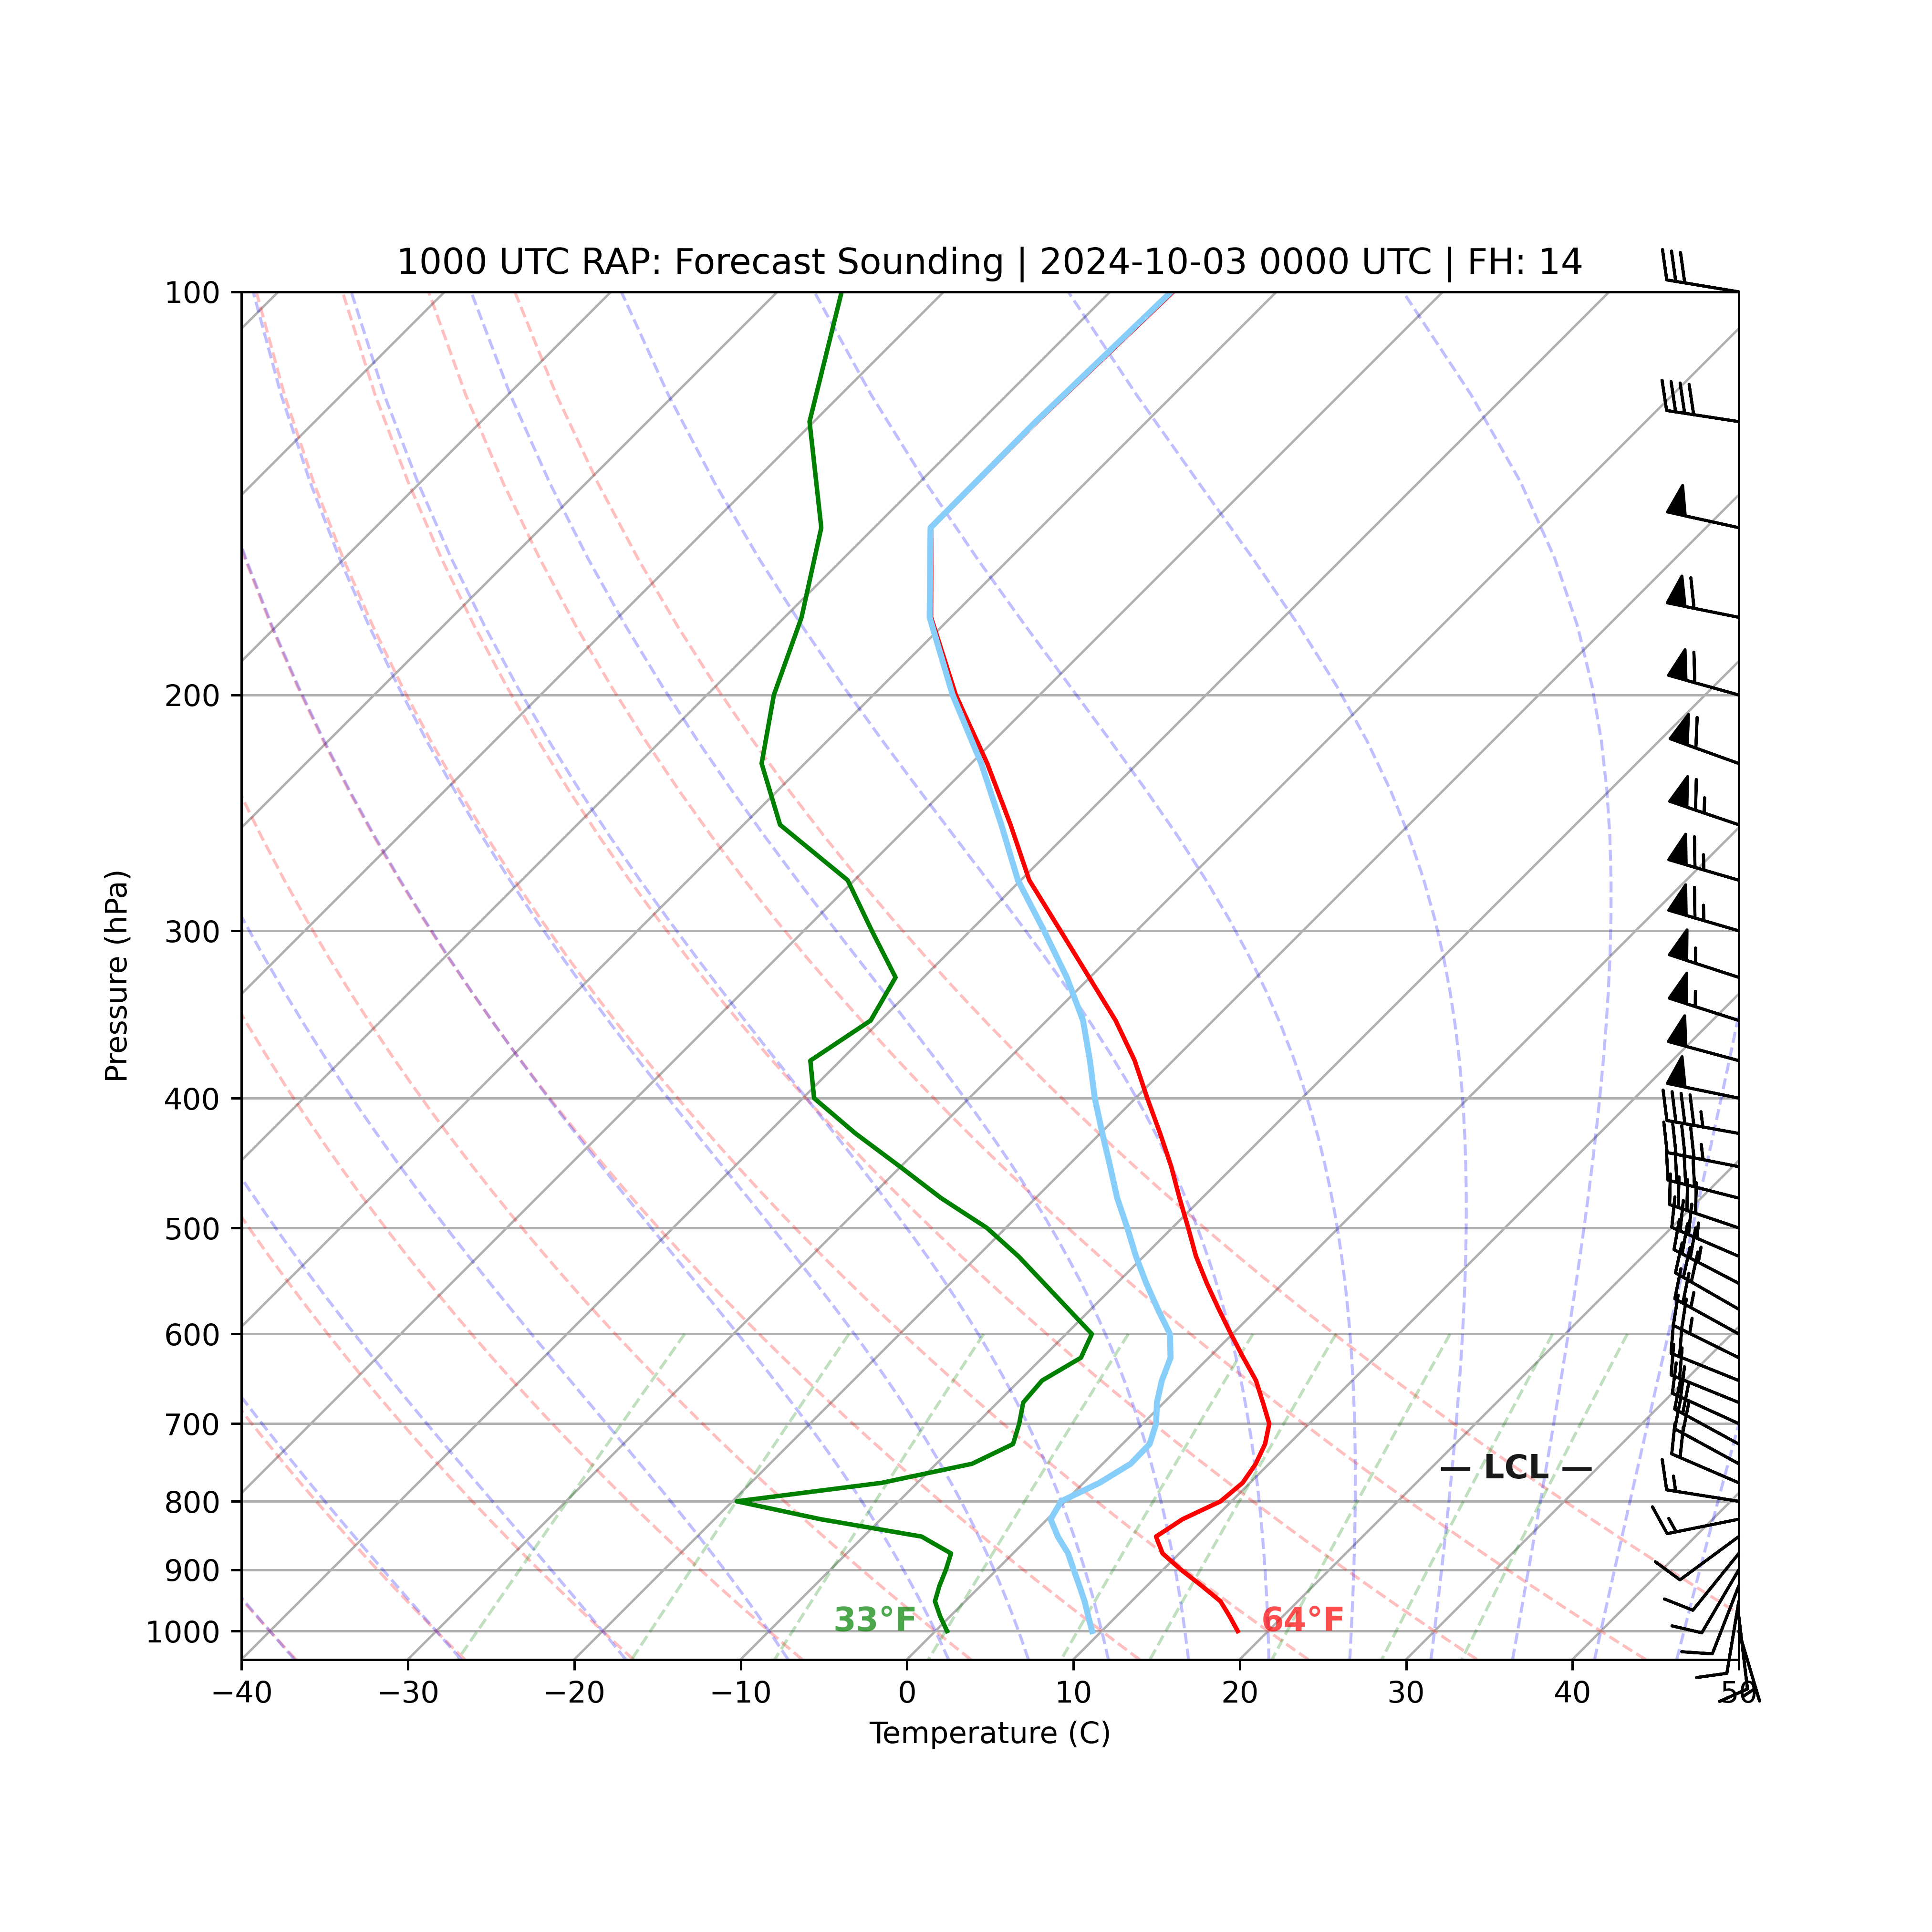 1000 UTC RAP: Forecast Sounding | 2024-10-03 0000 UTC | FH: 14
100
200
300
400
500
600
700
800
900
1000
Pressure (hPa)
— LCL —
33°F
64°F
−40 −30 −20 −10 0 10 20 30 40 50
Temperature (C)